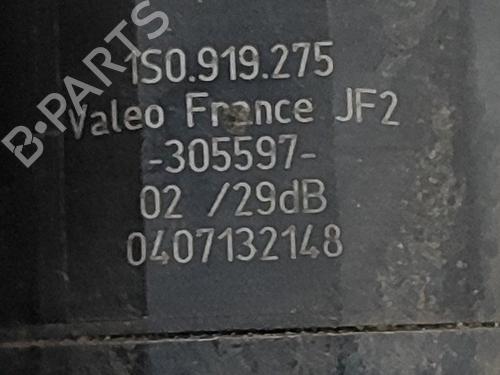 B-PARTS
1S0.919.275
Valeo France JF2
-305597-
02 /29dB
0407132148